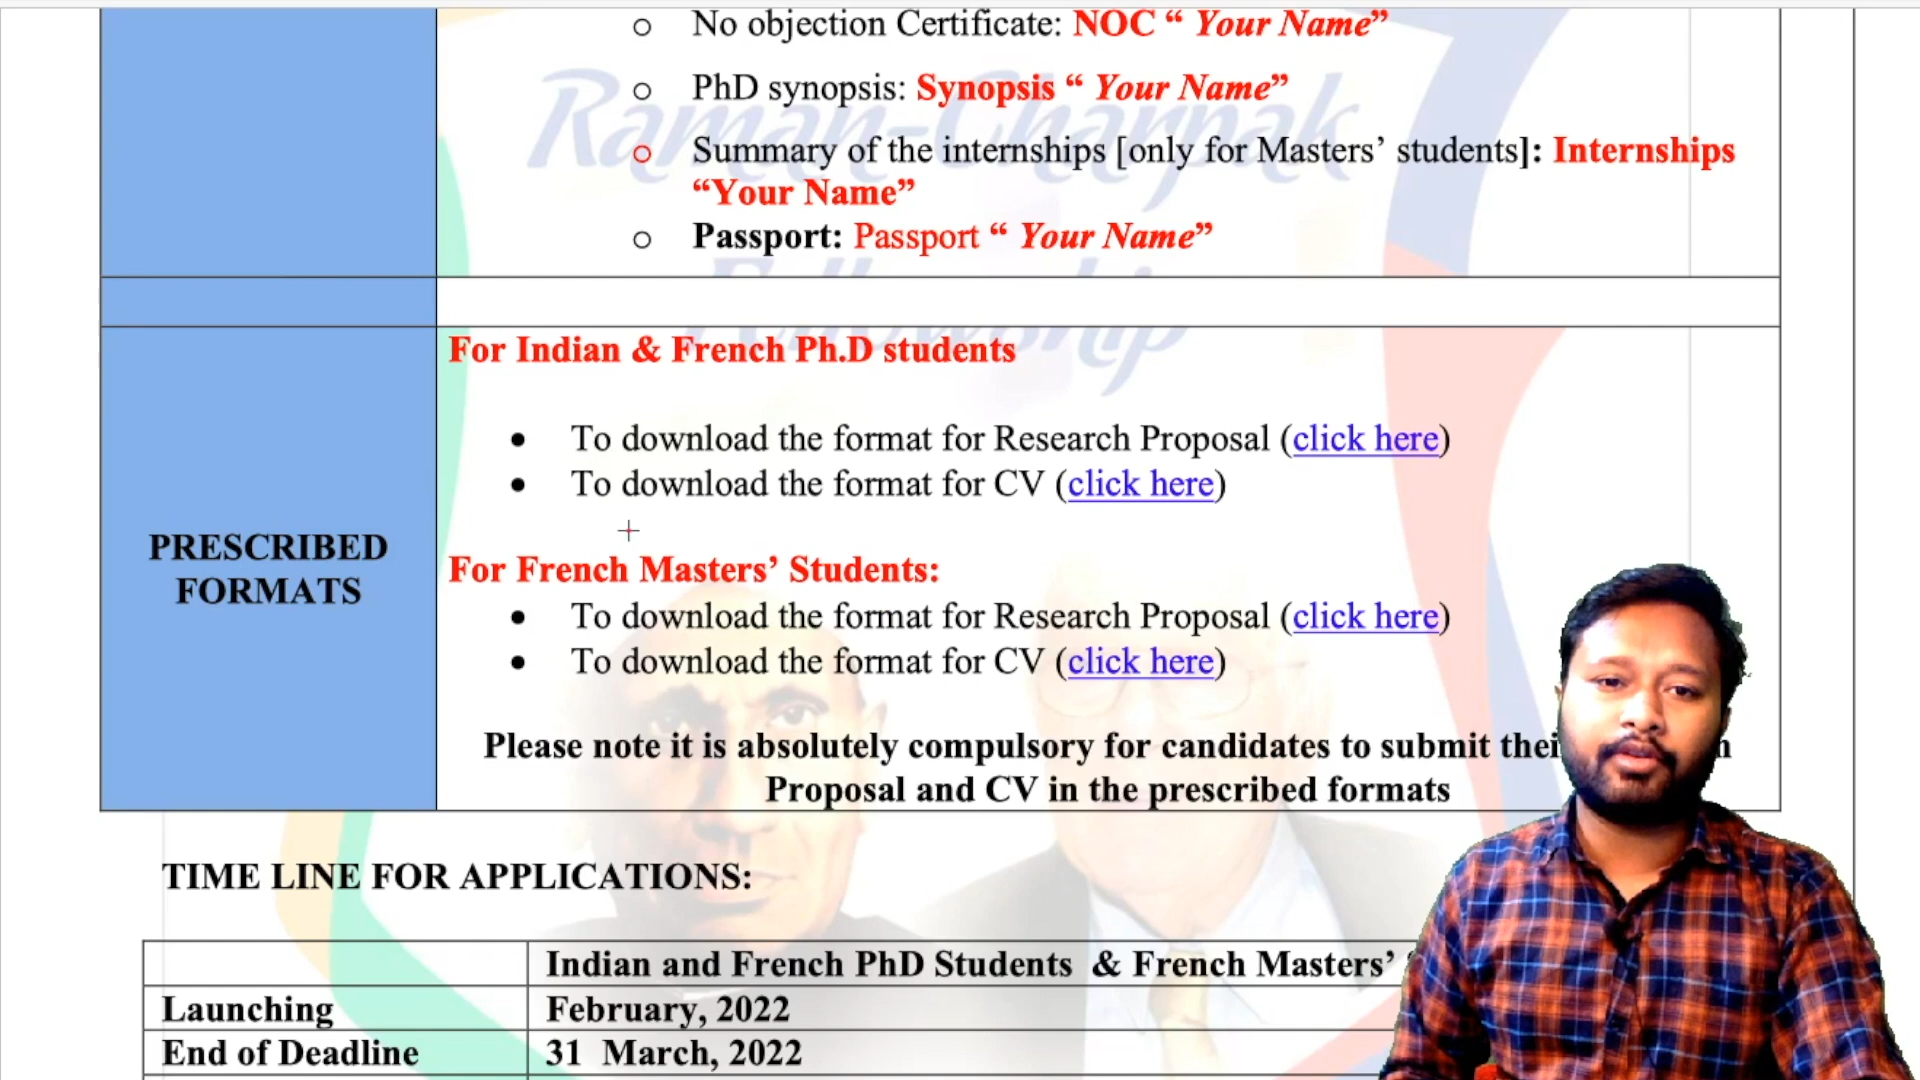 No objection Certificate: NOC “ Your Name”
PhD synopsis: Synopsis “ Your Name”
Summary of the internships [only for Masters’ students]: Internships
“Your Name”
Passport: Passport “ Your Name”
Raman-Charpak
Fellowship
For Indian & French Ph.D students
To download the format for Research Proposal (click here)
To download the format for CV (click here)
PRESCRIBED
FORMATS
For French Masters’ Students:
To download the format for Research Proposal (click here)
To download the format for CV (click here)
Please note it is absolutely compulsory for candidates to submit
Proposal and CV in the prescribed formats
TIME LINE FOR APPLICATIONS:
Indian and French PhD Students & French Masters’
Launching February, 2022
End of Deadline 31 March, 2022